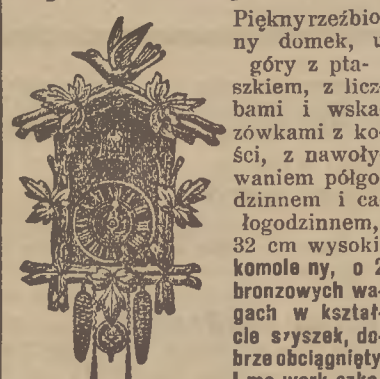 Piękny rzeźbio
ny domek, u
góry z pta-
szkiem, z licz-
bami i wska
zówkami z ko
ści, z nawoły
waniem półgo
dzinnem i ca
łogodzinnem,
32 cm wysoki
komole ny, o 2
bronzowych wa-
gach w kształ-
cie szyszek, do-
brze obciągnięty